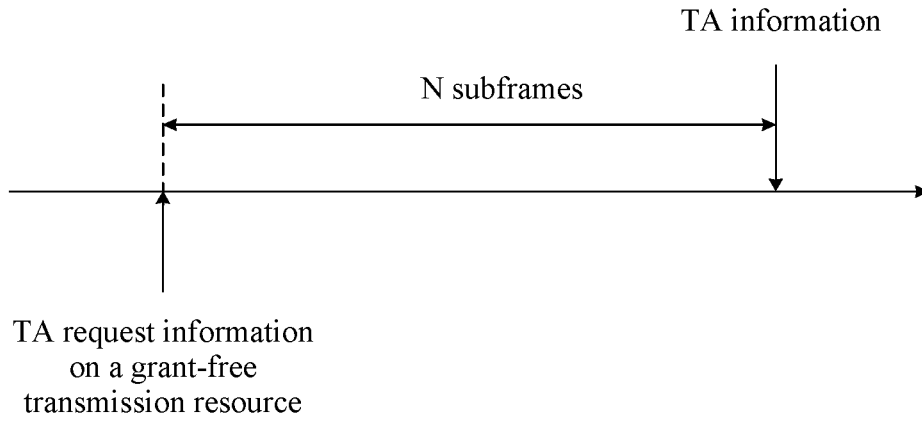 TA information
N subframes
TA request information
on a grant-free
transmission resource